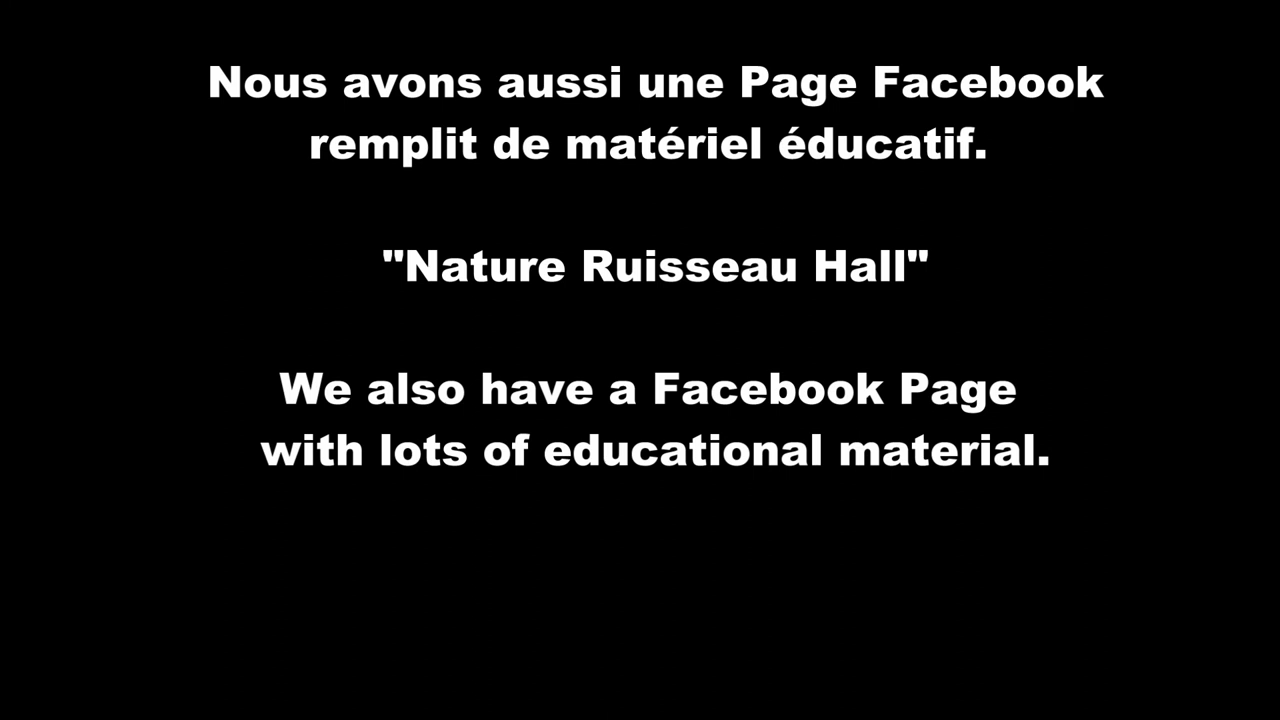 Nous avons aussi une Page Facebook
remplit de matériel éducatif.
"Nature Ruisseau Hall"
We also have a Facebook Page
with lots of educational material.